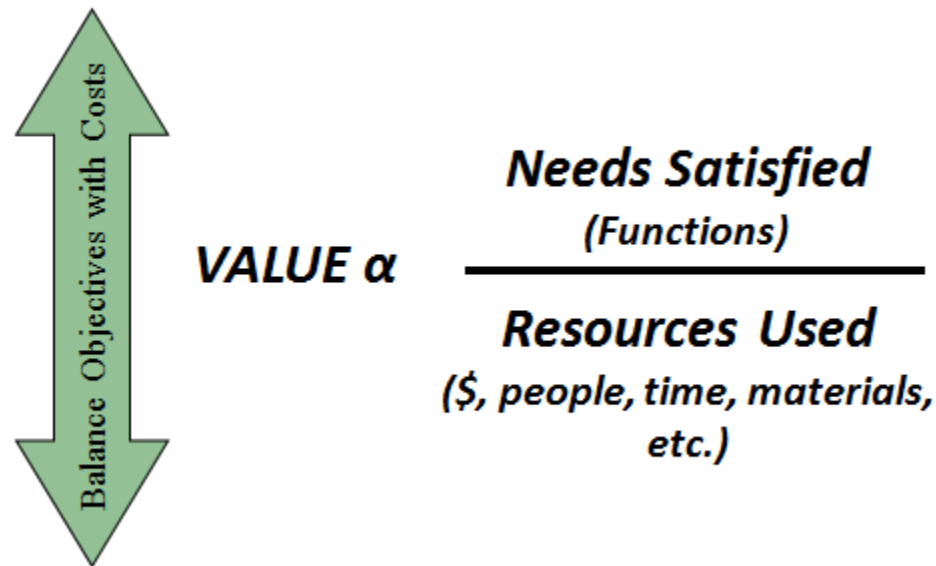 Balance Objectives with Costs
VALUE α
Needs Satisfied
(Functions)
Resources Used
($, people, time, materials,
etc.)